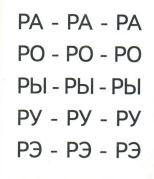 РА - РА - РА
РО - РО - РО
РЫ - РЫ - РЫ
РУ - РУ - РУ
РЭ - РЭ - РЭ